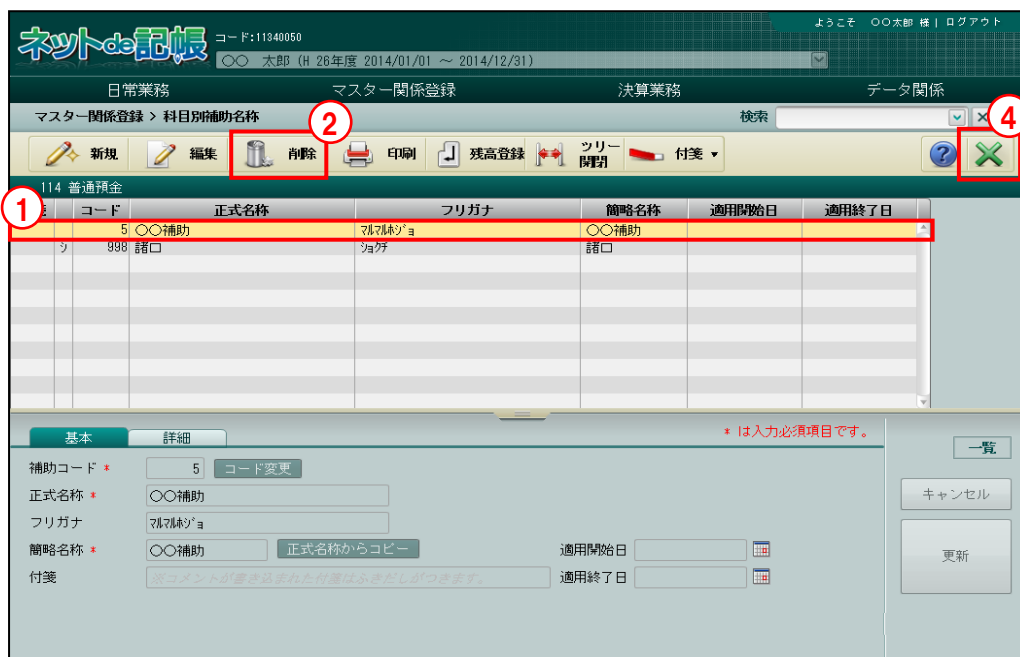 ようこそ ○○太郎 様 | ログアウト
ネットde記帳 コード:11340050
○○ 太郎 (H 26年度 2014/01/01 ～ 2014/12/31)
日常業務 マスター関係登録 決算業務 データ関係
マスター関係登録 > 科目別補助名称 検索 ×
② ④
新規 編集 削除 印刷 残高登録 ツリー開閉 付箋 ▼ ?
114 普通預金
①
コード 正式名称 フリガナ 簡略名称 適用開始日 適用終了日
5 ○○補助 ﾏﾙﾏﾙﾎｼﾞｮ ○○補助
ｼ 998 諸口 ｼｮｸﾁ 諸口
基本 詳細 * は入力必須項目です。
一覧
補助コード * 5 コード変更
正式名称 * ○○補助 キャンセル
フリガナ ﾏﾙﾏﾙﾎｼﾞｮ
簡略名称 * ○○補助 正式名称からコピー 適用開始日 更新
付箋 ※コメントが書き込まれた付箋はふきだしがつきます。 適用終了日